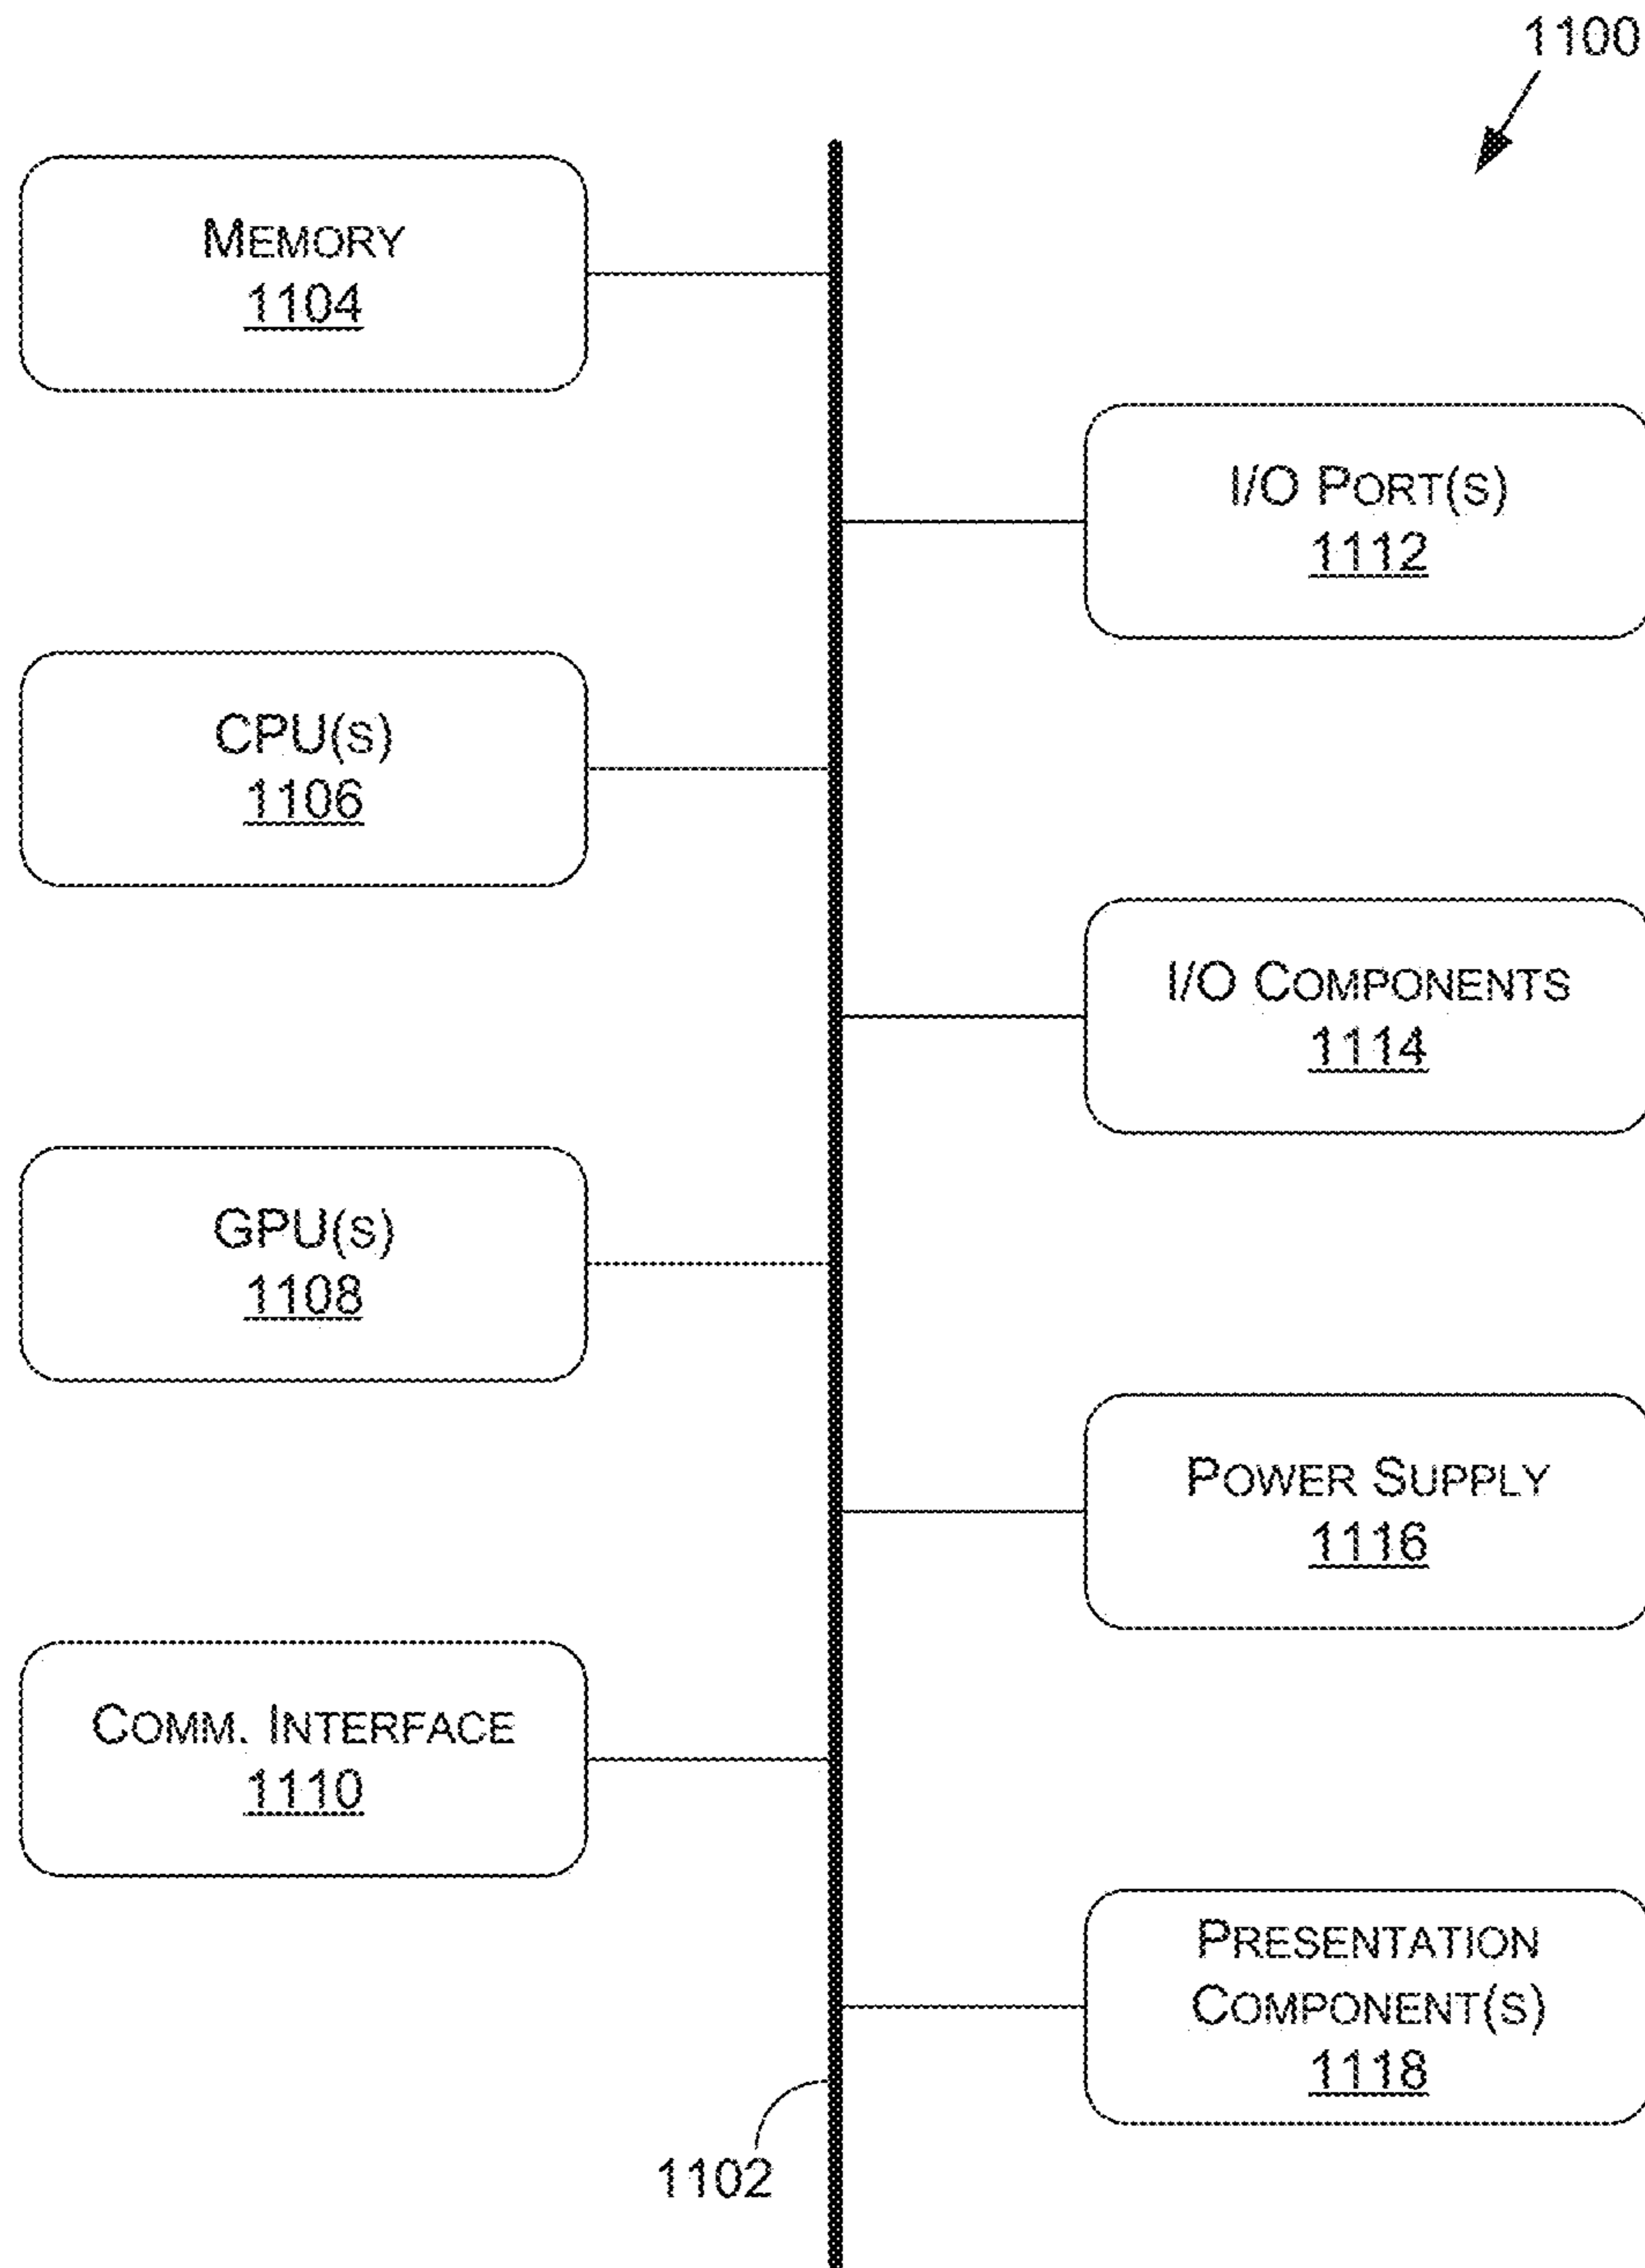 1100
MEMORY
1104
I/O PORT(S)
1112
CPU(S)
1106
I/O COMPONENTS
1114
GPU(S)
1108
POWER SUPPLY
1116
COMM. INTERFACE
1110
PRESENTATION
COMPONENT(S)
1118
1102